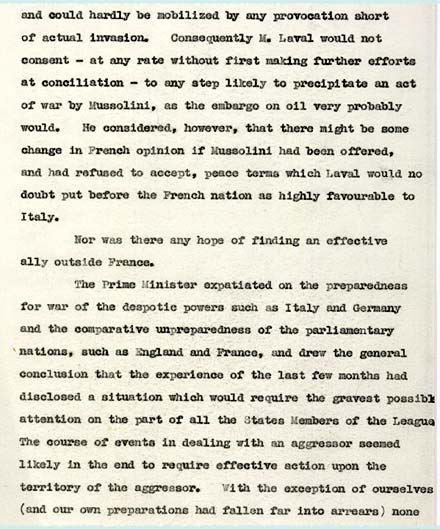 and could hardly be mobilized by any provocation short
of actual invasion. Consequently M. Laval would not
consent - at any rate without first making further efforts
at conciliation - to any step likely to precipitate an act
of war by Mussolini, as the embargo on oil very probably
would. He considered, however, that there might be some
change in French opinion if Mussolini had been offered,
and had refused to accept, peace terms which Laval would no
doubt put before the French nation as highly favourable to
Italy.
Nor was there any hope of finding an effective
ally outside France.
The Prime Minister expatiated on the preparedness
for war of the despotic powers such as Italy and Germany
and the comparative unpreparedness of the parliamentary
nations, such as England and France, and drew the general
conclusion that the experience of the last few months had
disclosed a situation which would require the gravest possibl
attention on the part of all the States Members of the League
The course of events in dealing with an aggressor seemed
likely in the end to require effective action upon the
territory of the aggressor. With the exception of ourselves
(and our own preparations had fallen far into arrears) none